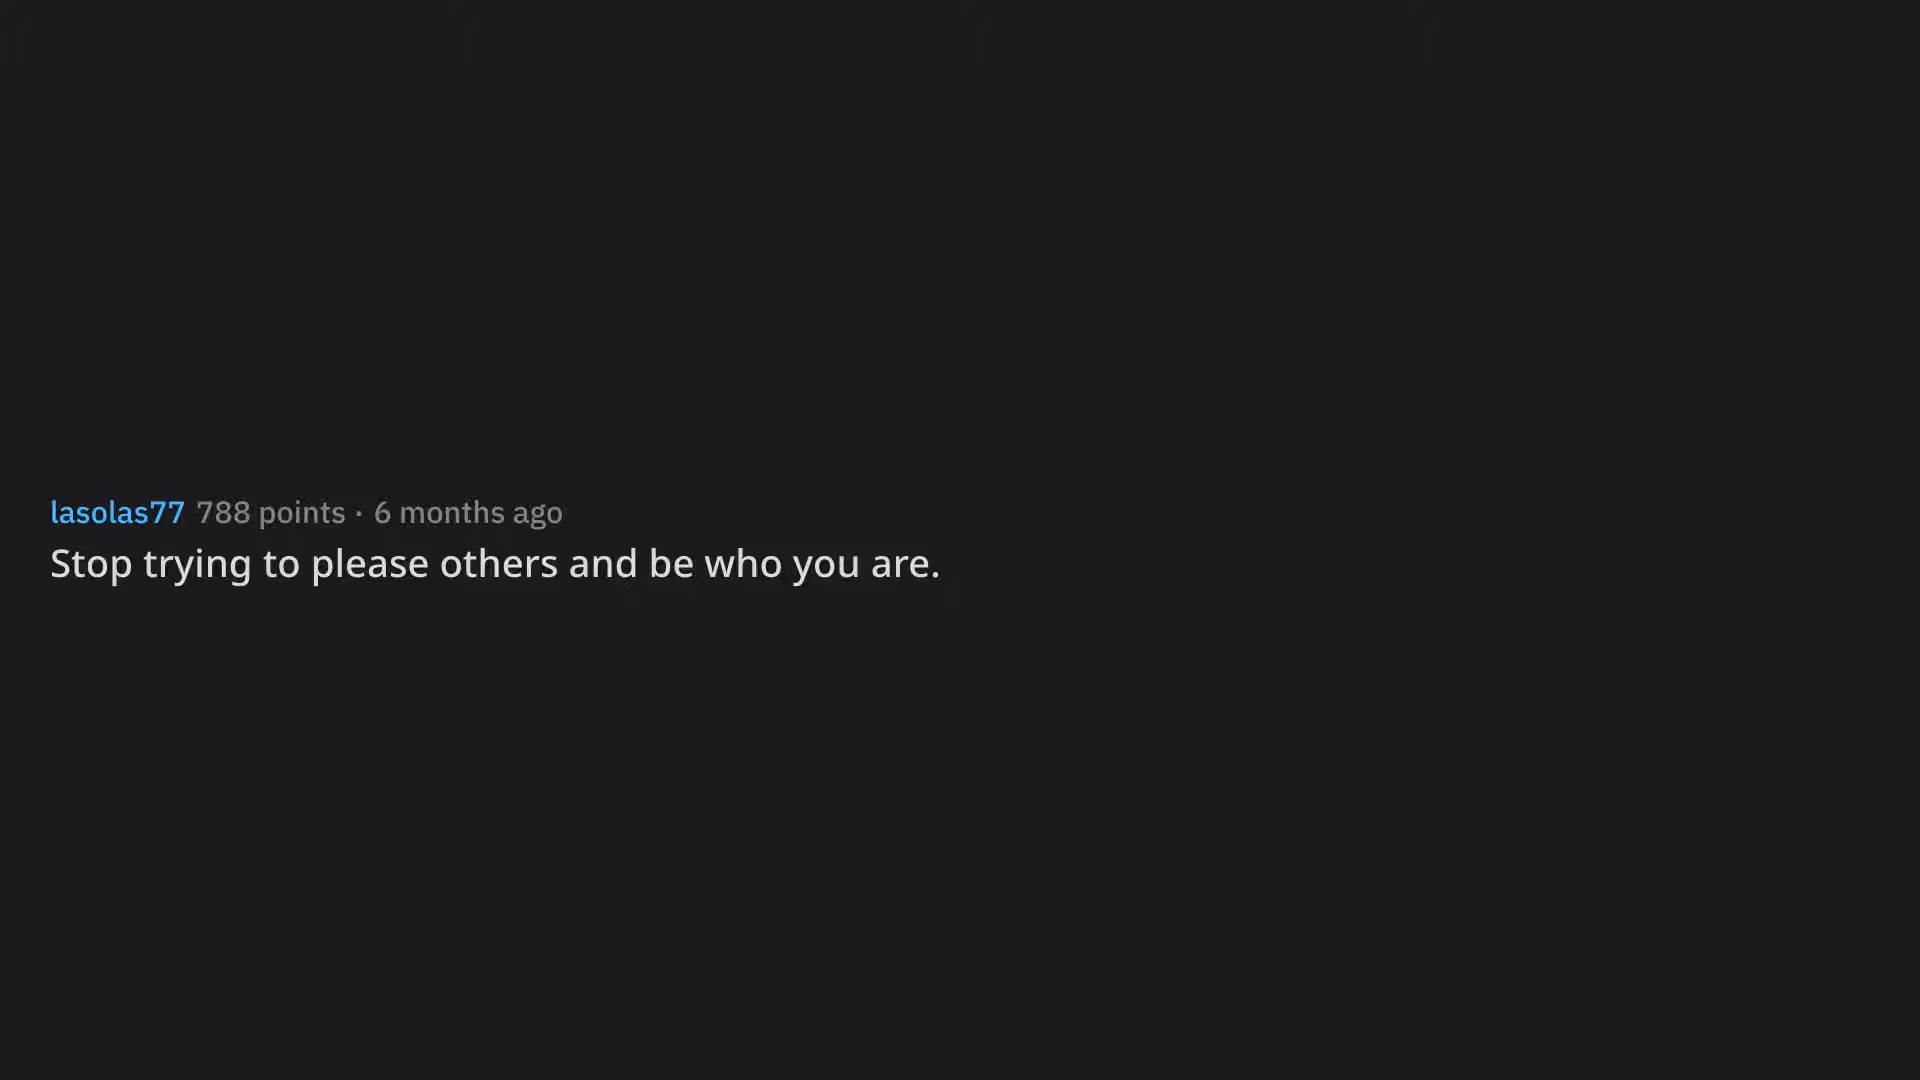 lasolas77 788 points · 6 months ago
Stop trying to please others and be who you are.